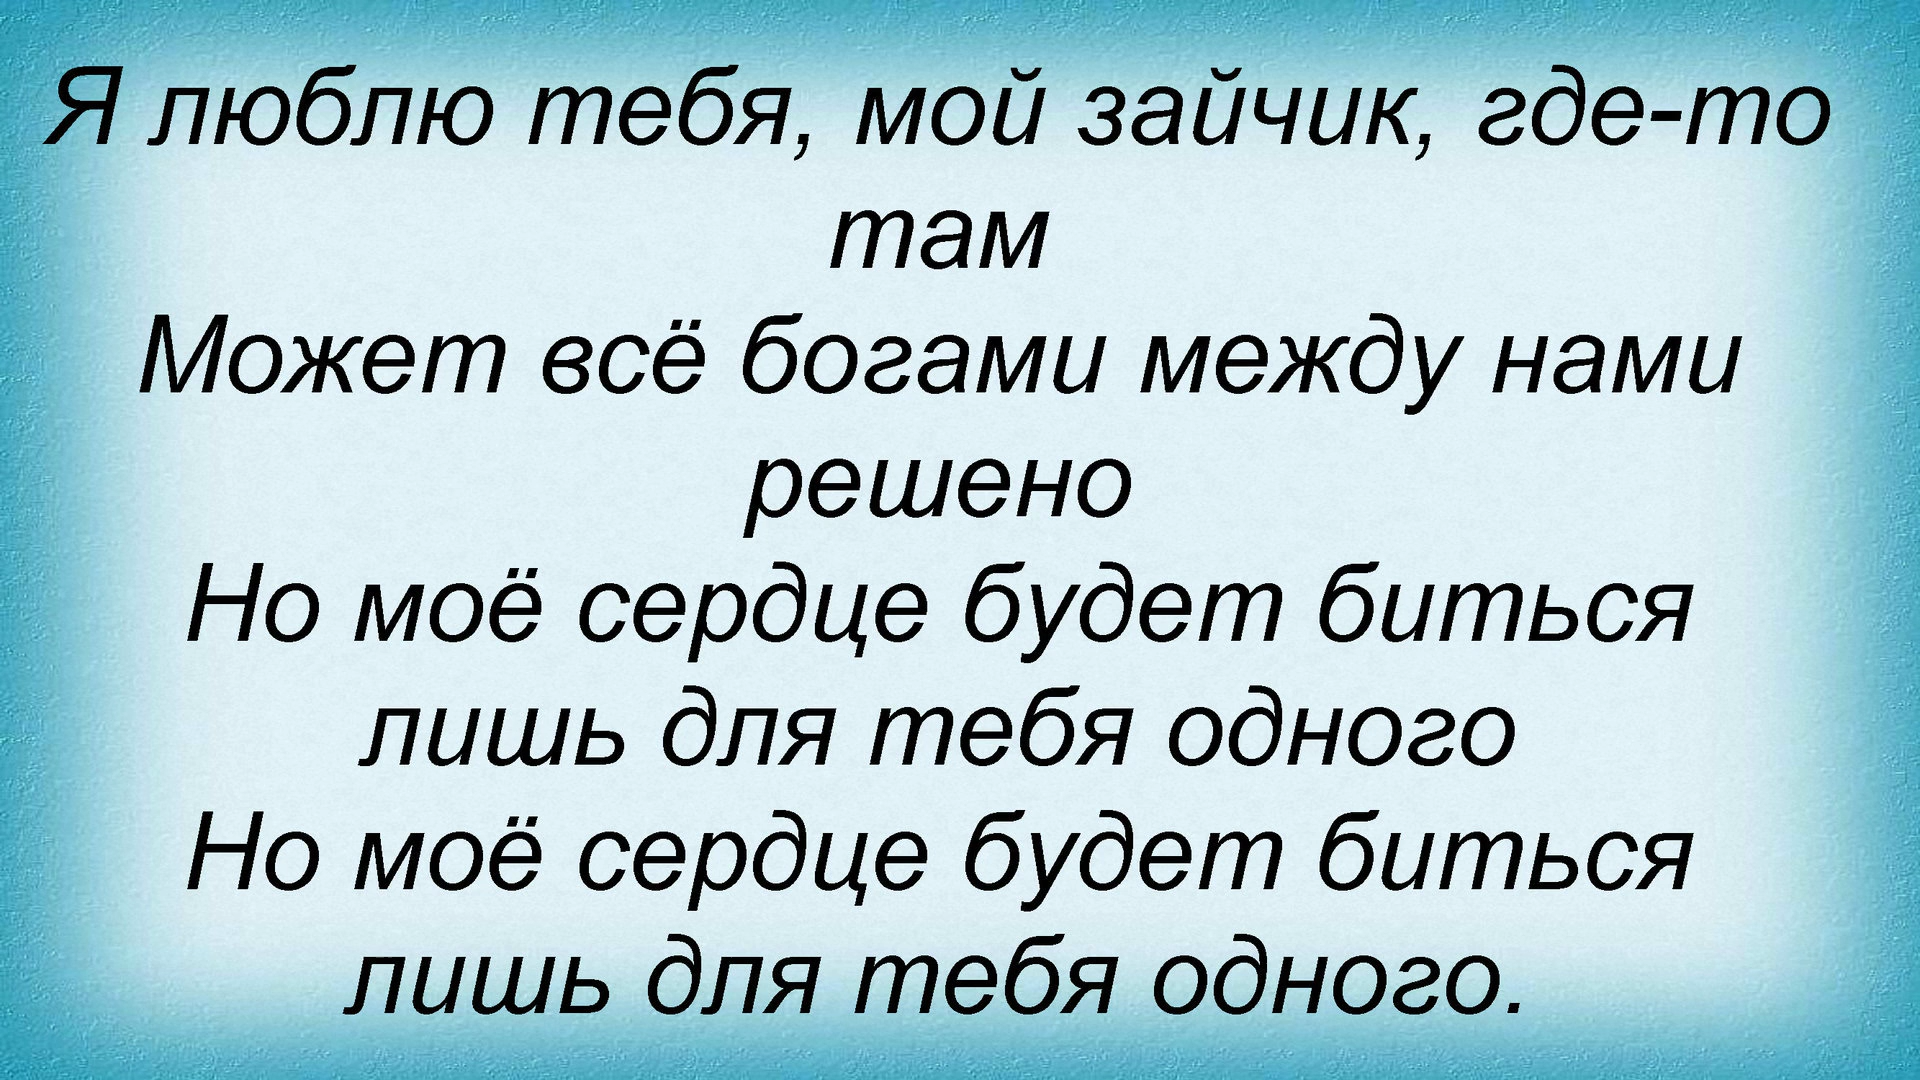 Я люблю тебя, мой зайчик, где-то
там
Может всё богами между нами
решено
Но моё сердце будет биться
лишь для тебя одного
Но моё сердце будет биться
лишь для тебя одного.